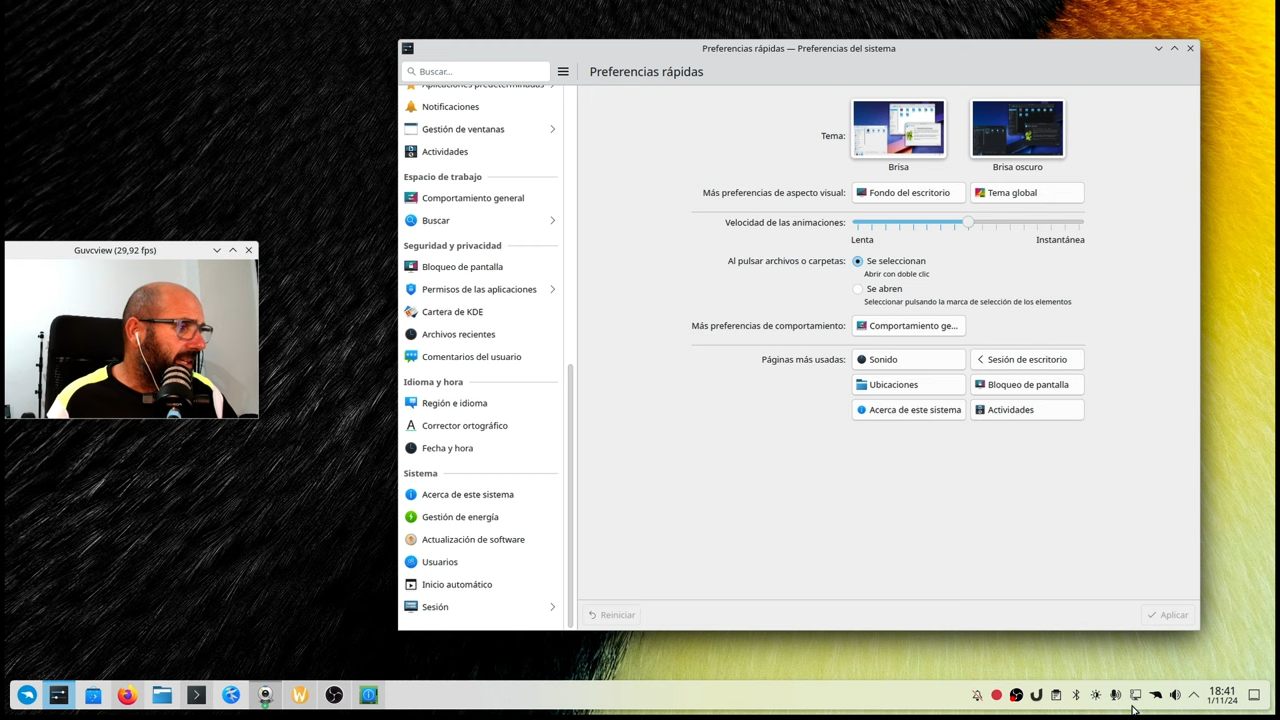 Preferencias rápidas — Preferencias del sistema
Buscar...
Preferencias rápidas
Aplicaciones predeterminadas
Notificaciones
Gestión de ventanas
Actividades
Espacio de trabajo
Comportamiento general
Buscar
Seguridad y privacidad
Bloqueo de pantalla
Permisos de las aplicaciones
Cartera de KDE
Archivos recientes
Comentarios del usuario
Idioma y hora
Región e idioma
Corrector ortográfico
Fecha y hora
Sistema
Acerca de este sistema
Gestión de energía
Actualización de software
Usuarios
Inicio automático
Sesión
Tema:
Brisa
Brisa oscuro
Más preferencias de aspecto visual:
Fondo del escritorio
Tema global
Velocidad de las animaciones:
Lenta
Instantánea
Al pulsar archivos o carpetas:
Se seleccionan
Abrir con doble clic
Se abren
Seleccionar pulsando la marca de selección de los elementos
Más preferencias de comportamiento:
Comportamiento ge...
Páginas más usadas:
Sonido
Sesión de escritorio
Ubicaciones
Bloqueo de pantalla
Acerca de este sistema
Actividades
Reiniciar
Aplicar
Guvcview (29,92 fps)
18:41
1/11/24